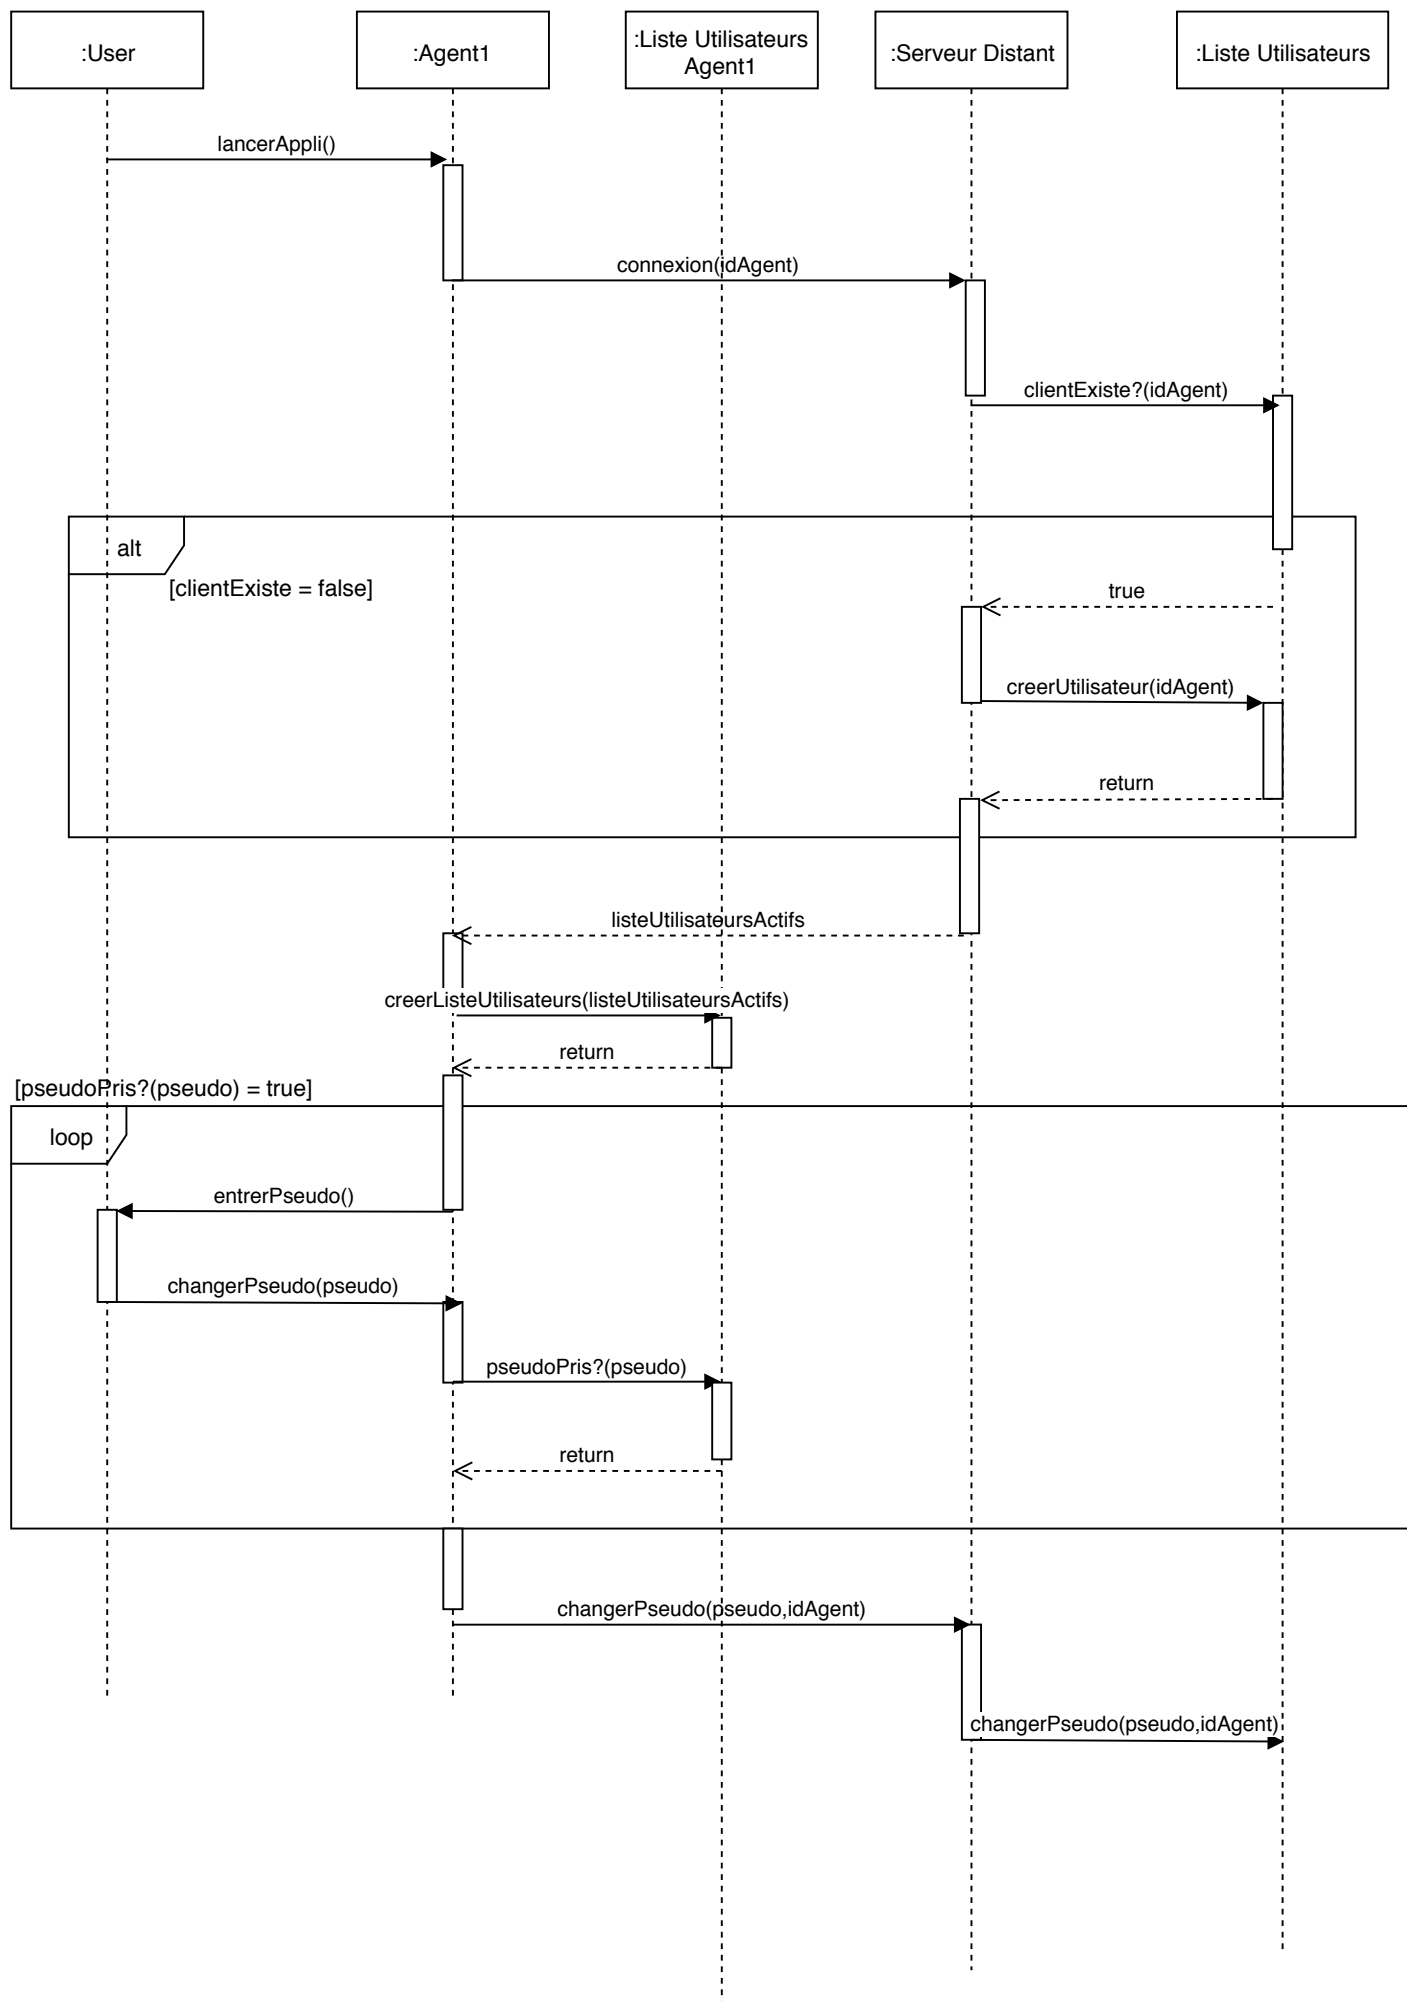 :User
:Agent1
:Liste Utilisateurs
Agent1
:Serveur Distant
:Liste Utilisateurs
lancerAppli()
connexion(idAgent)
clientExiste?(idAgent)
alt
[clientExiste = false]
true
creerUtilisateur(idAgent)
return
listeUtilisateursActifs
creerListeUtilisateurs(listeUtilisateursActifs)
return
[pseudoPris?(pseudo) = true]
loop
entrerPseudo()
changerPseudo(pseudo)
pseudoPris?(pseudo)
return
changerPseudo(pseudo,idAgent)
changerPseudo(pseudo,idAgent)